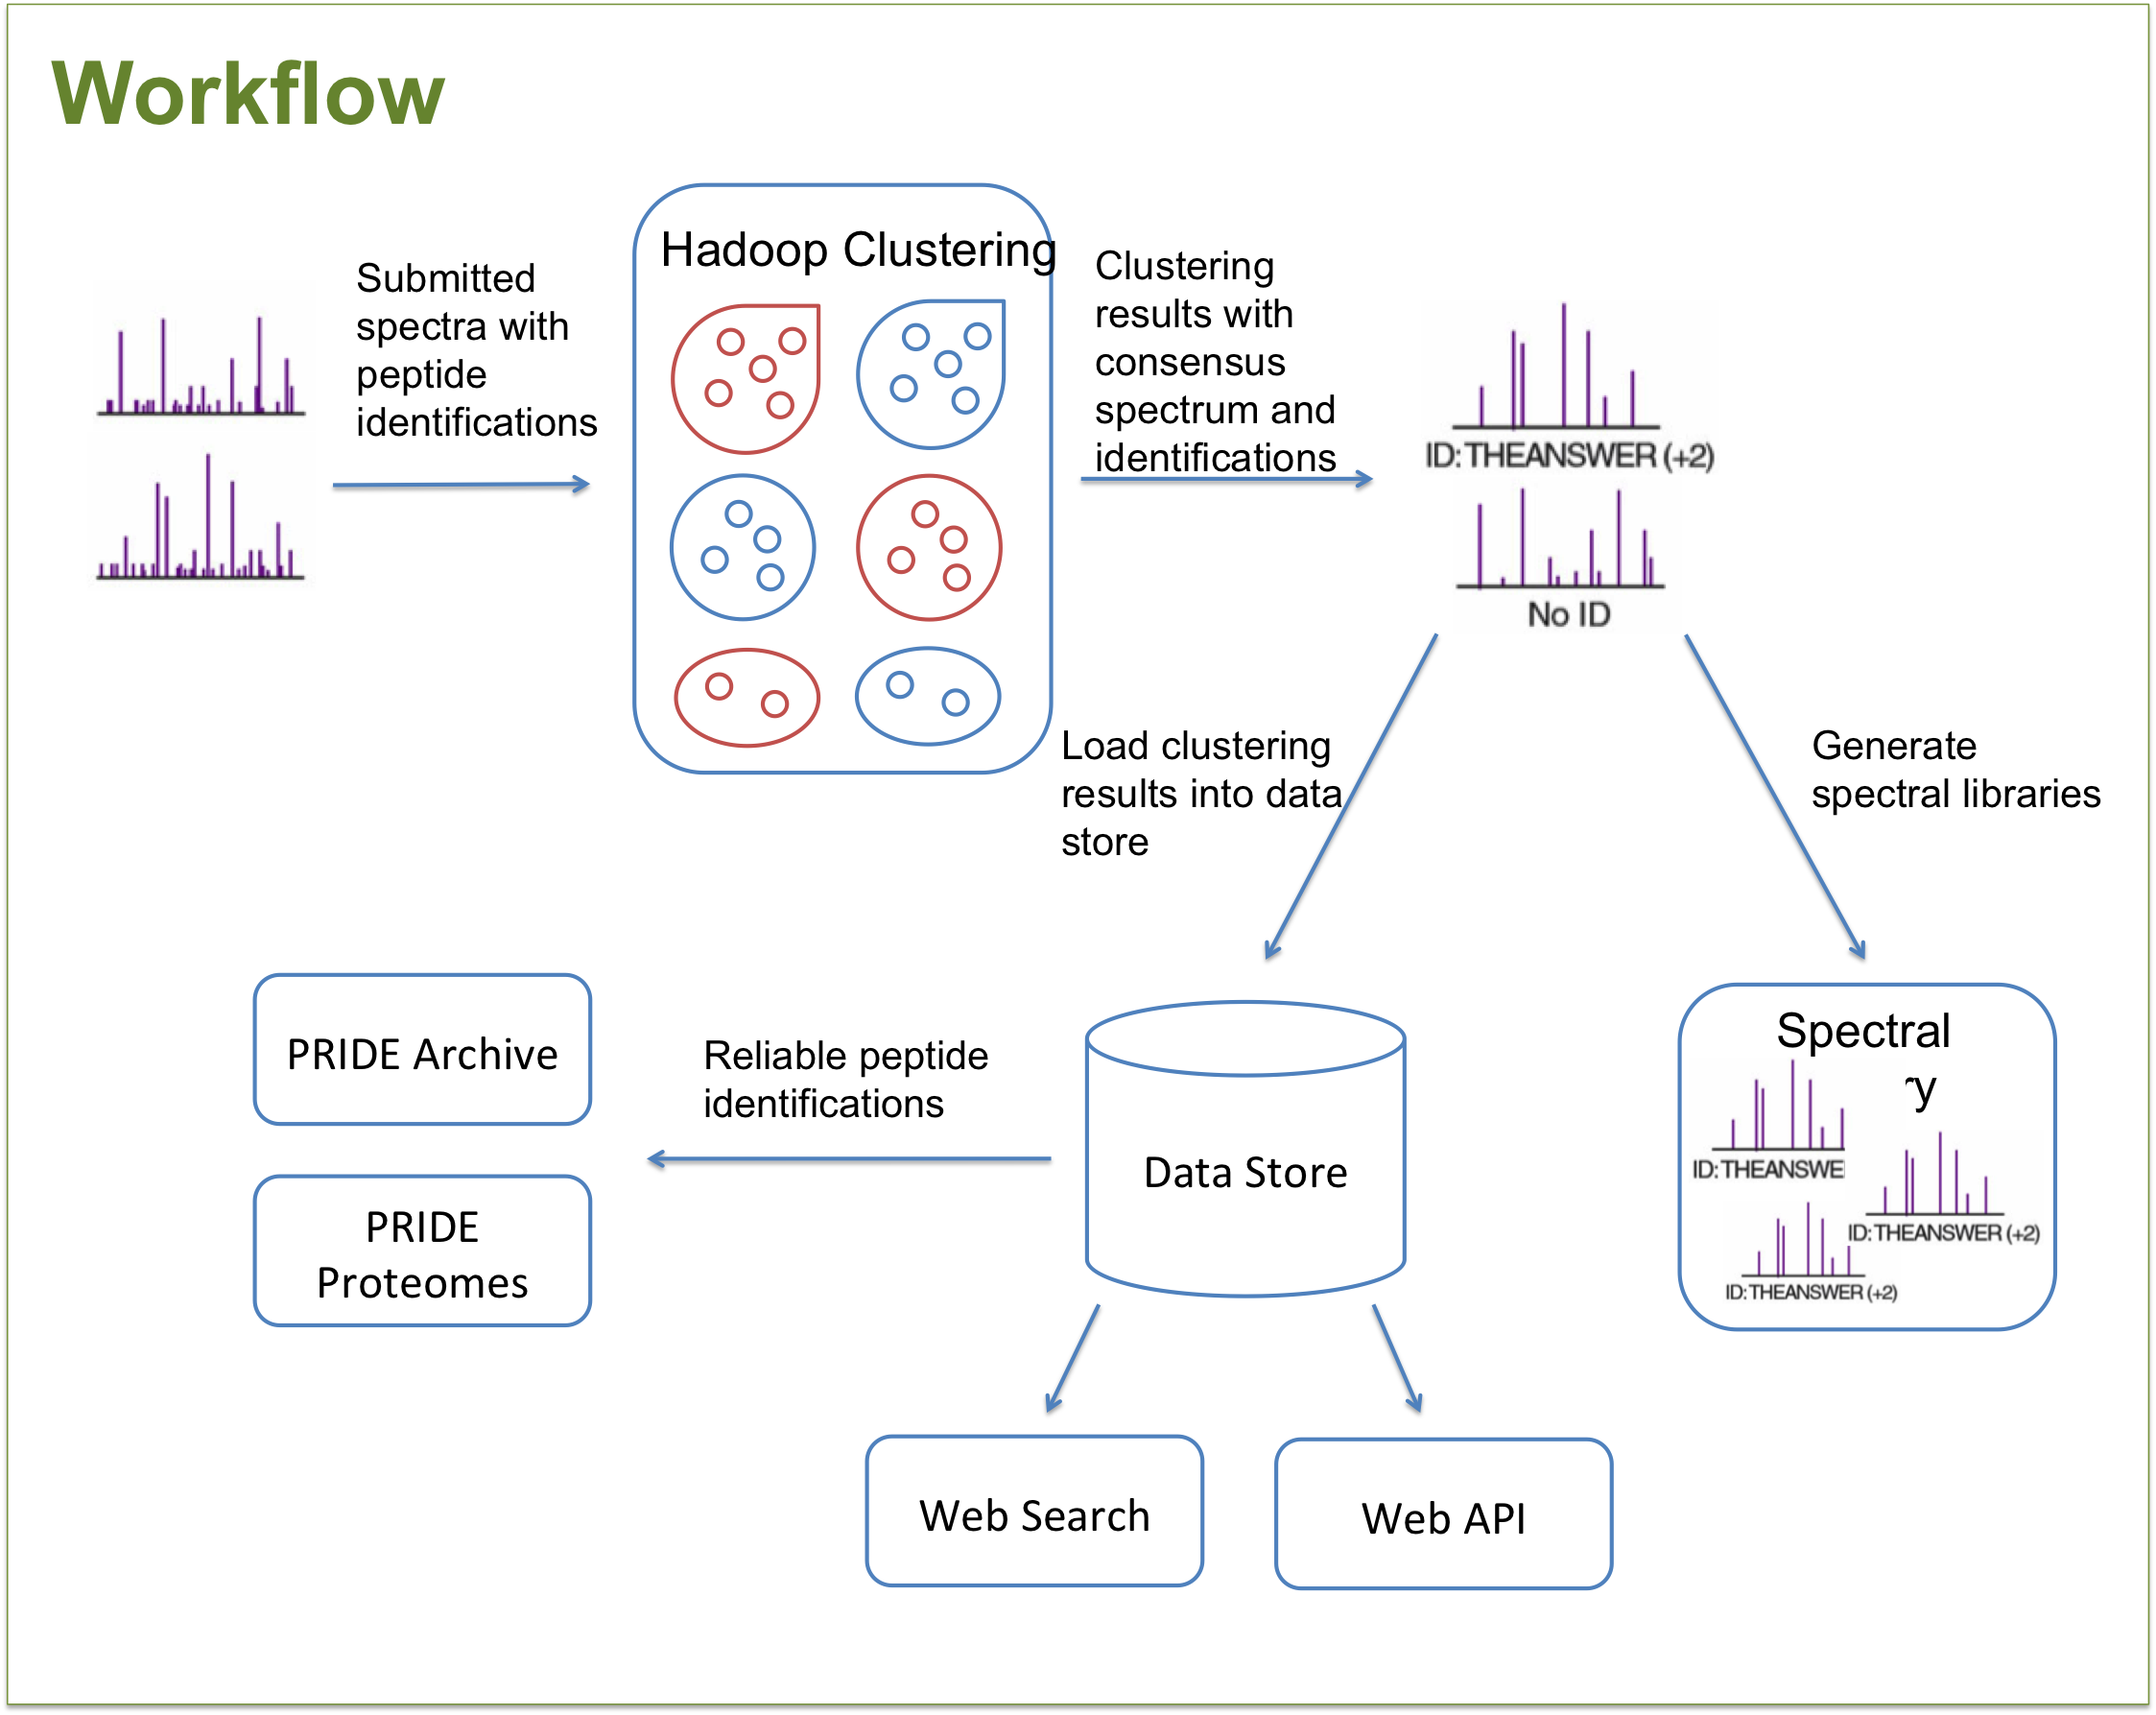 Workflow
Submitted
spectra with
peptide
identifications
Hadoop Clustering
Clustering
results with
consensus
spectrum and
identifications
ID: THEANSWER (+2)
No ID
Load clustering
results into data
store
Generate
spectral libraries
PRIDE Archive
PRIDE
Proteomes
Reliable peptide
identifications
Data Store
Spectral
ry
ID: THEANSWE
ID: THEANSWER (+2)
ID: THEANSWER (+2)
Web Search
Web API